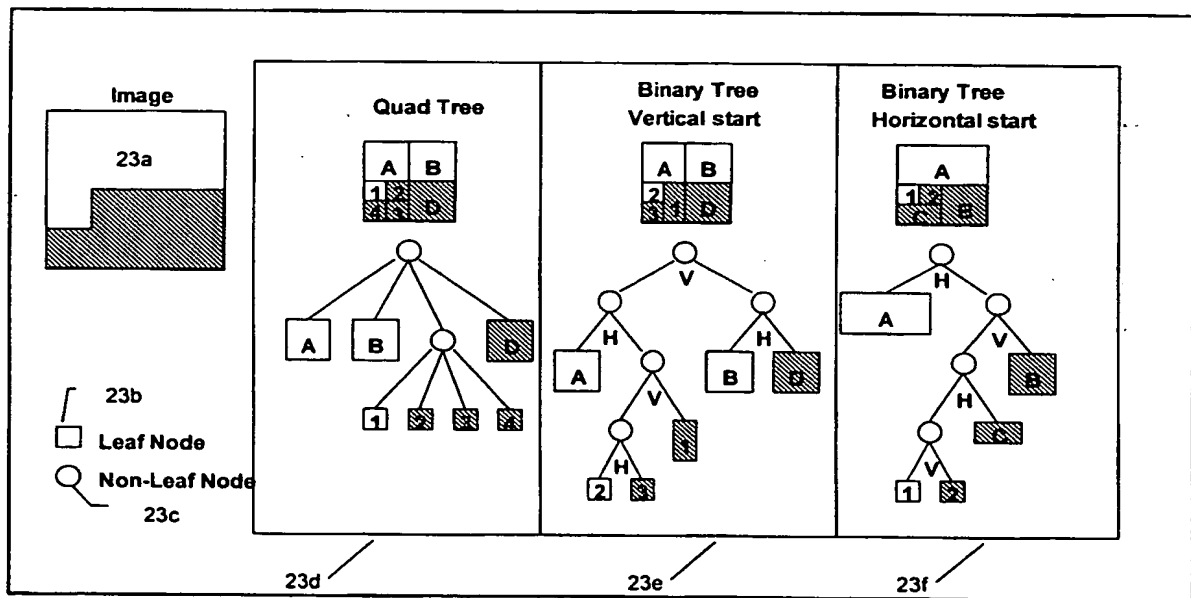 Image
23a
23b
Leaf Node
Non-Leaf Node
23c
Quad Tree
A B
1 2
4 3 D
A B D
1 2 3 4
23d
Binary Tree
Vertical start
A B
2
3 1 D
V
H H
A B D
V
1
H
2 3
23e
Binary Tree
Horizontal start
A
1 2
C B
H
A
V
B
H
C
V
1 2
23f